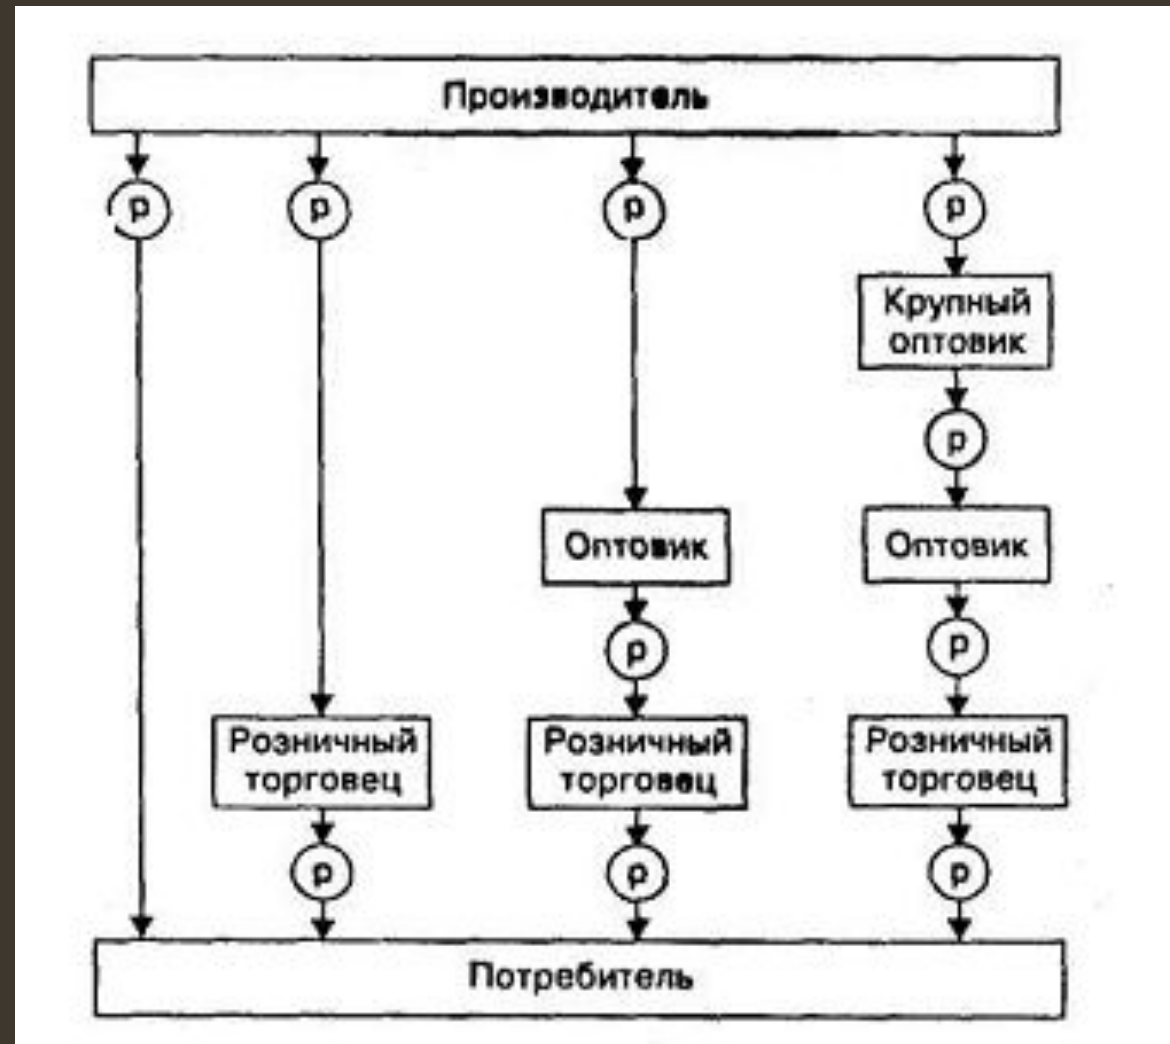 Производитель
р р р р
Крупный
оптовик
р
Оптовик Оптовик
р р
Розничный Розничный Розничный
торговец торговец торговец
р р р
Потребитель